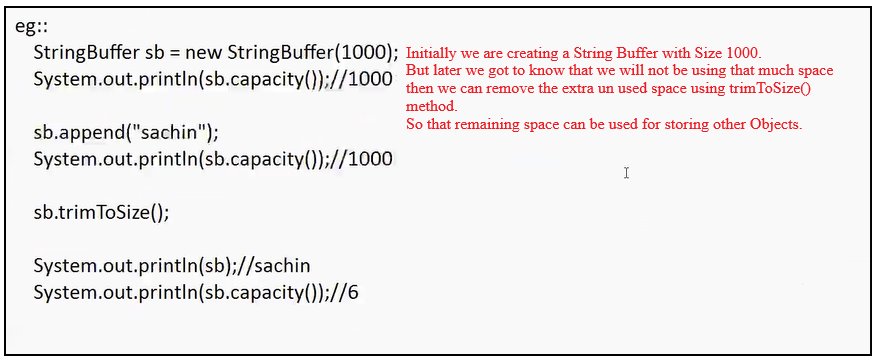 eg::
StringBuffer sb = new StringBuffer(1000);
System.out.println(sb.capacity());//1000
Initially we are creating a String Buffer with Size 1000.
But later we got to know that we will not be using that much space
then we can remove the extra un used space using trimToSize()
method.
So that remaining space can be used for storing other Objects.
sb.append("sachin");
System.out.println(sb.capacity());//1000
sb.trimToSize();
System.out.println(sb);//sachin
System.out.println(sb.capacity());//6